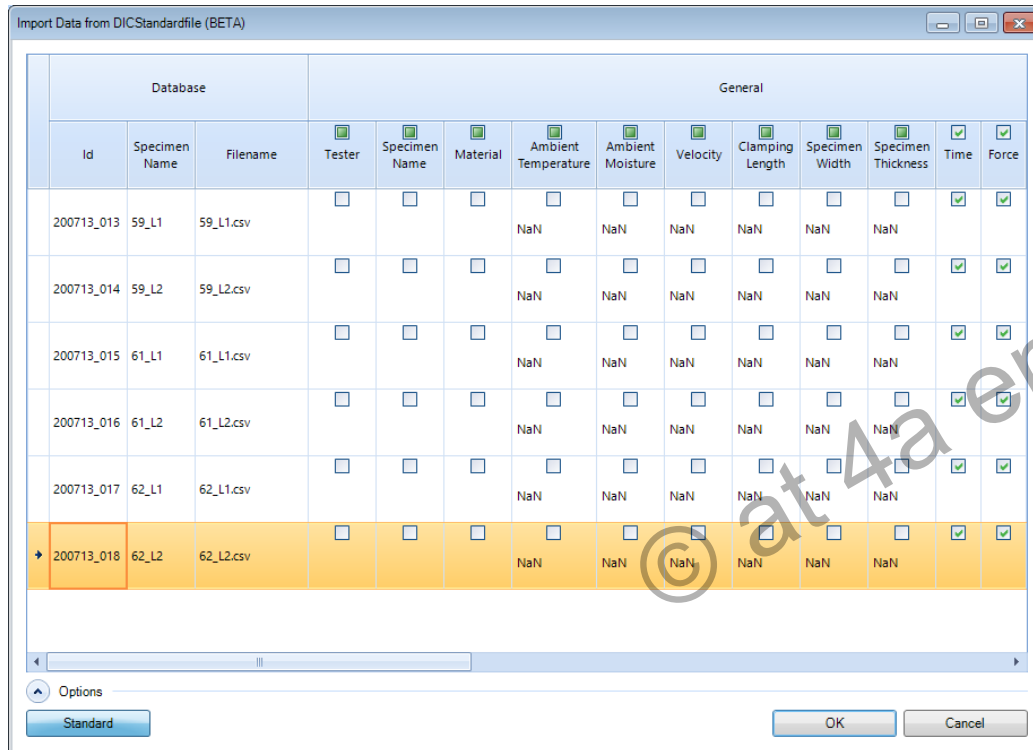 Import Data from DICStandardfile (BETA)
Database General
Id Specimen Name Filename Tester Specimen Name Material Ambient Temperature Ambient Moisture Velocity Clamping Length Specimen Width Specimen Thickness Time Force
200713_013 59_L1 59_L1.csv NaN NaN NaN NaN NaN NaN
200713_014 59_L2 59_L2.csv NaN NaN NaN NaN NaN NaN
200713_015 61_L1 61_L1.csv NaN NaN NaN NaN NaN NaN
200713_016 61_L2 61_L2.csv NaN NaN NaN NaN NaN NaN
200713_017 62_L1 62_L1.csv NaN NaN NaN NaN NaN NaN
200713_018 62_L2 62_L2.csv NaN NaN NaN NaN NaN NaN
© at 4a
Options
Standard OK Cancel